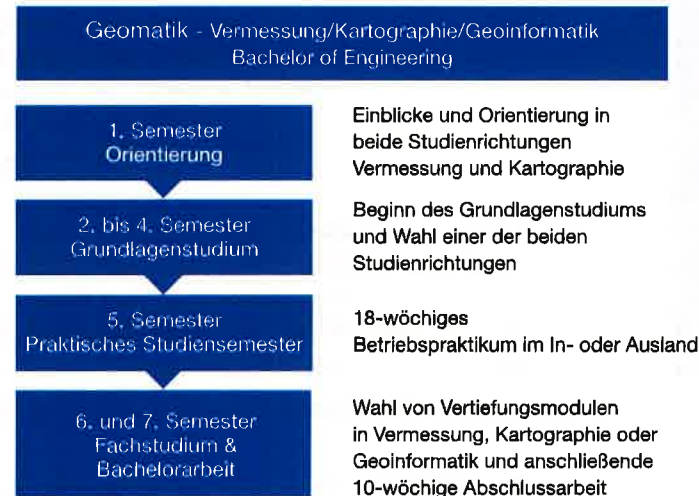 Geomatik - Vermessung/Kartographie/Geoinformatik
Bachelor of Engineering
1. Semester
Orientierung
Einblicke und Orientierung in
beide Studienrichtungen
Vermessung und Kartographie
2. bis 4. Semester
Grundlagenstudium
Beginn des Grundlagenstudiums
und Wahl einer der beiden
Studienrichtungen
5. Semester
Praktisches Studiensemester
18-wöchiges
Betriebspraktikum im In- oder Ausland
6. und 7. Semester
Fachstudium &
Bachelorarbeit
Wahl von Vertiefungsmodulen
in Vermessung, Kartographie oder
Geoinformatik und anschließende
10-wöchige Abschlussarbeit